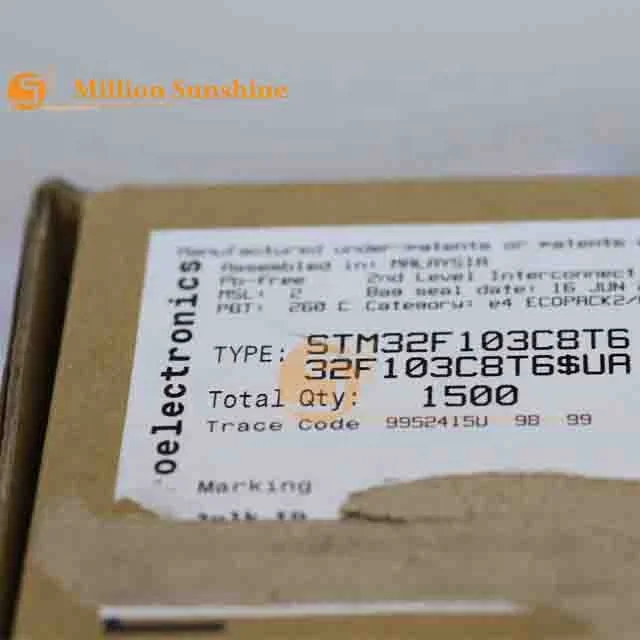 Million Sunshine
Manufactured under patents or patents
Assembled in: MALAYSIA
Pb-free 2nd Level Interconnect
MSL: 2 Bag seal date: 16 JUN
PBT: 260 C Category: e4 ECOPACK2/
oelectronics
TYPE: STM32F103C8T6
32F103C8T6$UA
Total Qty: 1500
Trace Code 9952415U 98 99
Marking